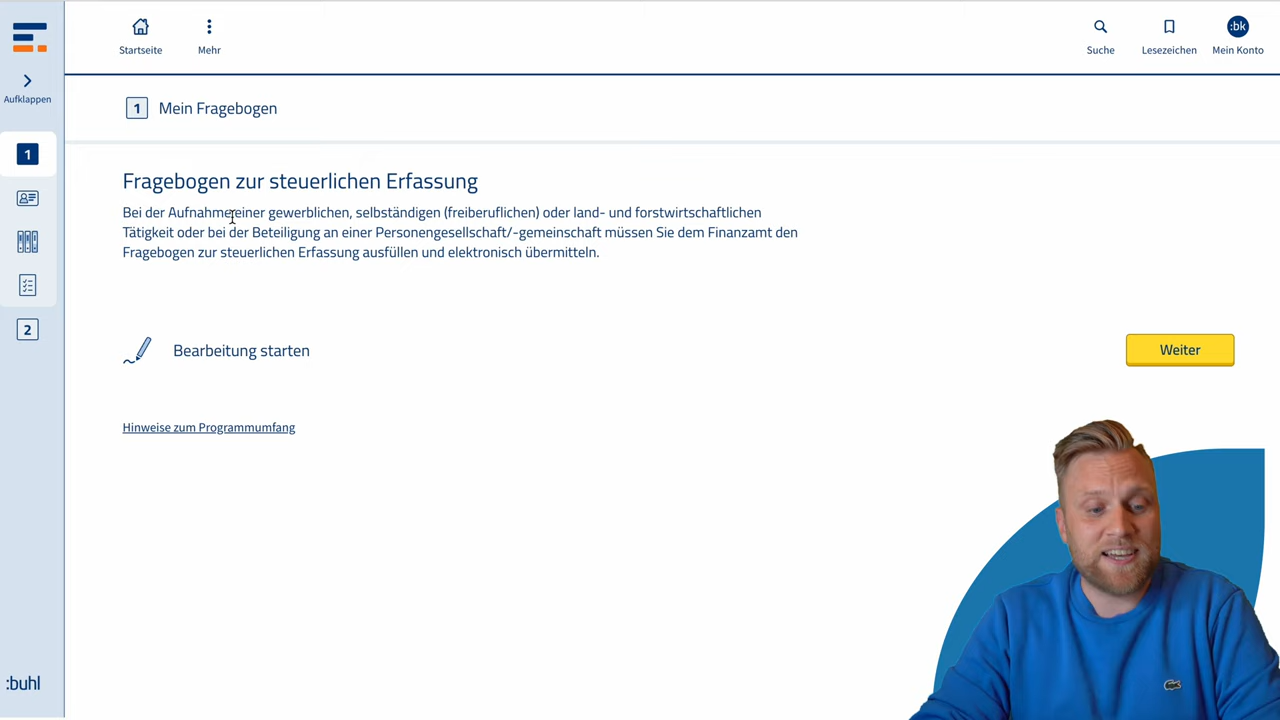 Startseite
Mehr
Suche
Lesezeichen
:bk
Mein Konto
Aufklappen
1
2
:buhl
1 Mein Fragebogen
Fragebogen zur steuerlichen Erfassung
Bei der Aufnahme einer gewerblichen, selbständigen (freiberuflichen) oder land- und forstwirtschaftlichen
Tätigkeit oder bei der Beteiligung an einer Personengesellschaft/-gemeinschaft müssen Sie dem Finanzamt den
Fragebogen zur steuerlichen Erfassung ausfüllen und elektronisch übermitteln.
Bearbeitung starten
Weiter
Hinweise zum Programmumfang